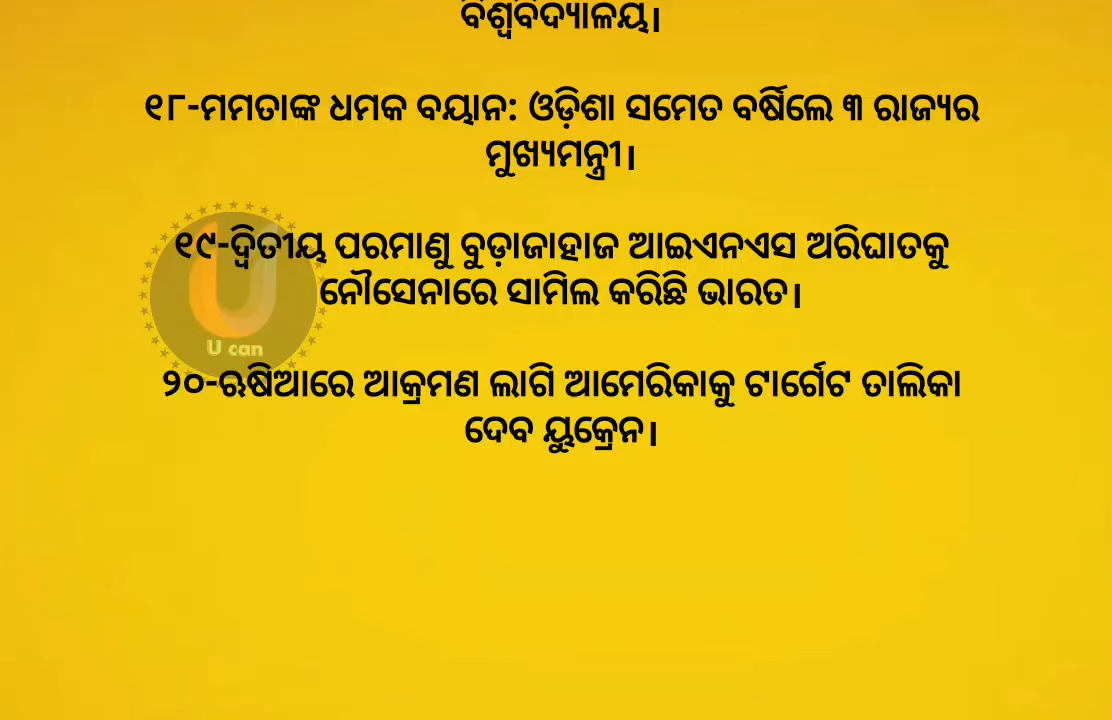 ବିଶ୍ୱବିଦ୍ୟାଳୟ।
୧୮-ମମତାଙ୍କ ଧମକ ବୟାନ: ଓଡ଼ିଶା ସମେତ ବର୍ଷିଲେ ୩ ରାଜ୍ୟର
ମୁଖ୍ୟମନ୍ତ୍ରୀ।
୧୯-ଦ୍ୱିତୀୟ ପରମାଣୁ ବୁଡ଼ାଜାହାଜ ଆଇଏନଏସ ଅରିଘାତକୁ
ନୌସେନାରେ ସାମିଲ କରିଛି ଭାରତ।
U can
୨୦-ଋଷିଆରେ ଆକ୍ରମଣ ଲାଗି ଆମେରିକାକୁ ଟାର୍ଗେଟ ତାଲିକା
ଦେବ ୟୁକ୍ରେନ।